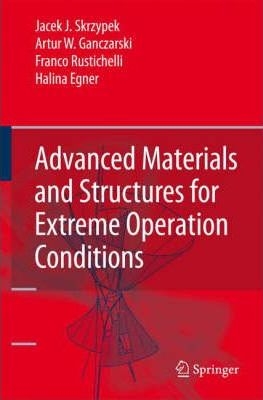 Jacek J. Skrzypek
Artur W. Ganczarski
Franco Rustichelli
Halina Egner
Advanced Materials
and Structures for
Extreme Operation
Conditions
Springer